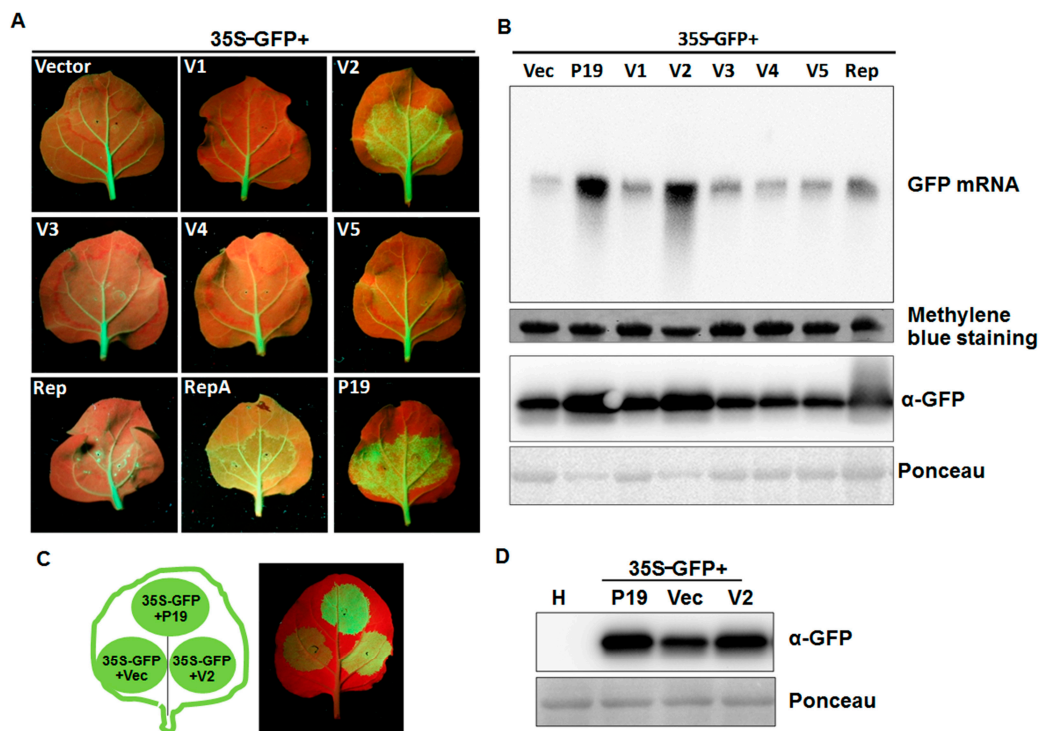 A
35S-GFP+
Vector
V1
V2
V3
V4
V5
Rep
RepA
P19
B
35S-GFP+
Vec P19 V1 V2 V3 V4 V5 Rep
GFP mRNA
Methylene
blue staining
α-GFP
Ponceau
C
35S-GFP
+P19
35S-GFP
+Vec
35S-GFP
+V2
D
35S-GFP+
H P19 Vec V2
α-GFP
Ponceau